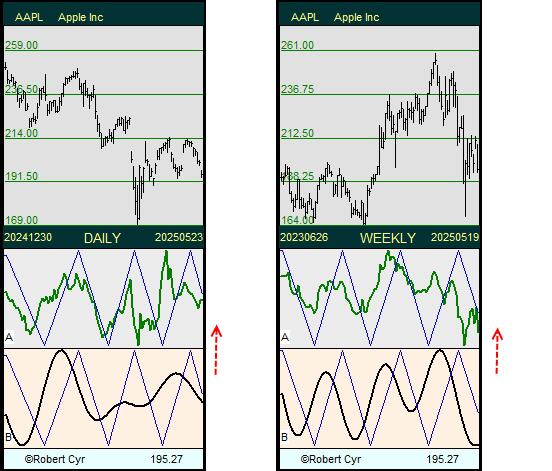 AAPL Apple Inc
259.00
236.50
214.00
191.50
169.00
20241230 DAILY 20250523
A
B
©Robert Cyr 195.27
AAPL Apple Inc
261.00
236.75
212.50
188.25
164.00
20230626 WEEKLY 20250519
A
B
©Robert Cyr 195.27